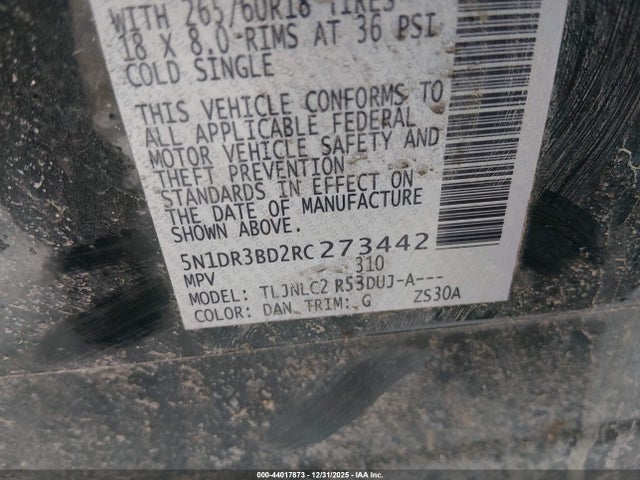 WITH 265/60R18 TIRES
18 X 8.0 RIMS AT 36 PSI
COLD SINGLE
THIS VEHICLE CONFORMS TO
ALL APPLICABLE FEDERAL
MOTOR VEHICLE SAFETY AND
THEFT PREVENTION
STANDARDS IN EFFECT ON
THE DATE OF MANUFACTURE
SHOWN ABOVE.
5N1DR3BD2RC273442
MPV 310
MODEL: TLJNLC2 R53DUJ-A---
COLOR: DAN TRIM: G ZS30A
000-44017873 - 12/31/2025 - IAA Inc.